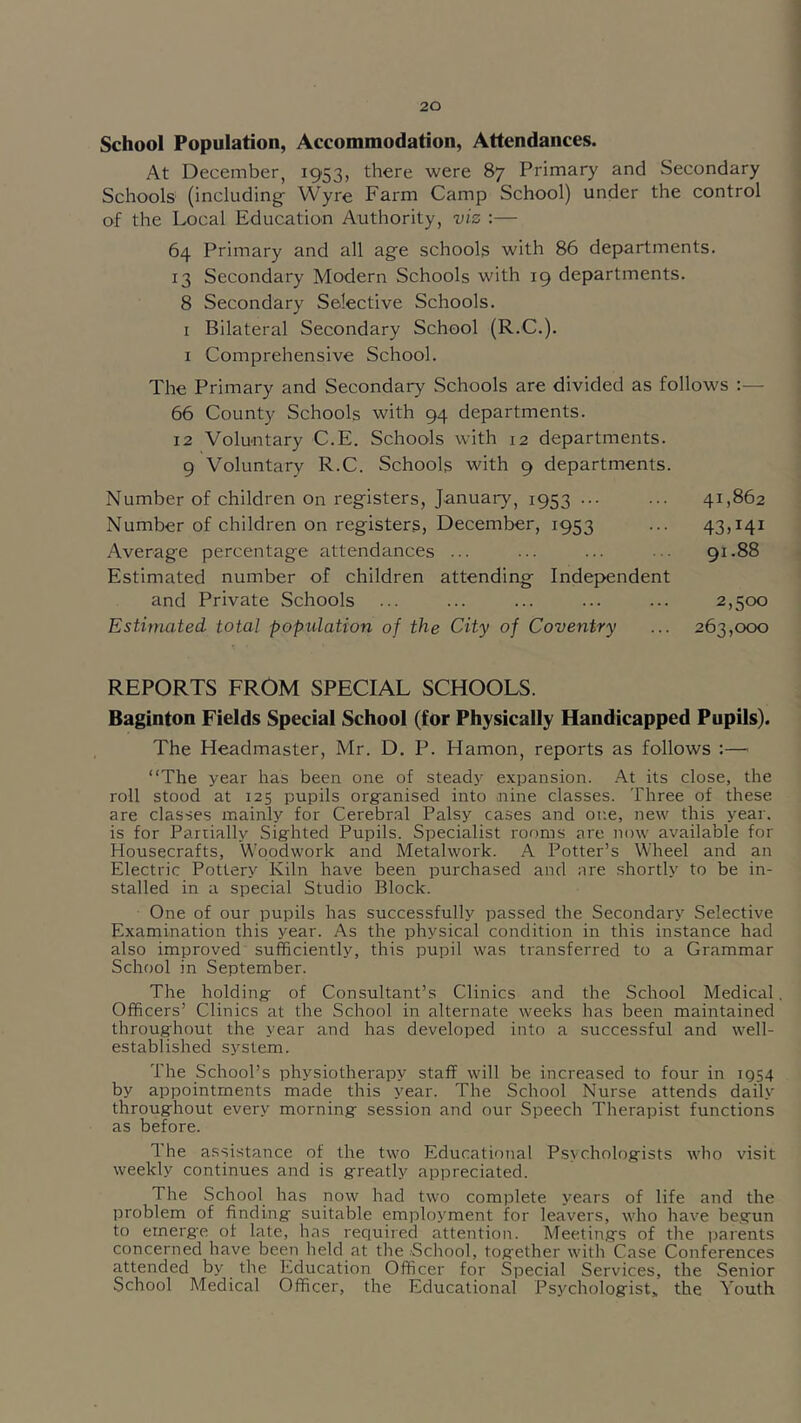 20
School Population, Accommodation, Attendances.
At December, 1953, there were 87 Primary and Secondary
Schools (including Wyre Farm Camp School) under the control
of the Local Education Authority, viz :—
64 Primary and all age schools with 86 departments.
13 Secondary Modern Schools with 19 departments.
8 Secondary Selective Schools.
1 Bilateral Secondary School (R.C.).
1 Comprehensive School.
The Primary and Secondary Schools are divided as follows :—
66 County Schools with 94 departments.
12 Voluntary C.E. Schools with 12 departments.
9 Voluntary R.C. Schools with 9 departments.
Number of children on registers, January, 1953 ... ... 41,862
Number of children on registers, December, 1953 ... 43,141
Average percentage attendances ... ... ... ... 91.88
Estimated number of children attending Independent
and Private Schools ... ... ... ... ... 2,500
Estimated total population of the City of Coventry ... 263,000
REPORTS FROM SPECIAL SCHOOLS.
Baginton Fields Special School (for Physically Handicapped Pupils).
The Headmaster, Mr. D. P. Hamon, reports as follows :—
“The year has been one of steady expansion. At its close, the
roll stood at 125 pupils organised into nine classes. Three of these
are classes mainly for Cerebral Palsy cases and one, new this year,
is for Partially Sighted Pupils. Specialist rooms are now available for
Housecrafts, Woodwork and Metalwork. A Potter’s Wheel and an
Electric Pottery Kiln have been purchased and are shortly to be in-
stalled in a special Studio Block.
One of our pupils has successfully passed the Secondary Selective
Examination this year. As the physical condition in this instance had
also improved sufficiently, this pupil was transferred to a Grammar
School in September.
The holding of Consultant’s Clinics and the School Medical
Officers’ Clinics at the School in alternate weeks has been maintained
throughout the year and has developed into a successful and well-
established system.
The School’s physiotherapy staff will be increased to four in 1954
by appointments made this year. The School Nurse attends daily
throughout every morning session and our Speech Therapist functions
as before.
The assistance of the two Educational Psychologists who visit
weekly continues and is greatly appreciated.
The School has now had two complete years of life and the
problem of finding suitable employment for leavers, who have begun
to emerge of late, has required attention. Meetings of the parents
concerned have been held at the School, together with Case Conferences
attended by the Education Officer for Special Services, the Senior
School Medical Officer, the Educational Psychologist, the Youth